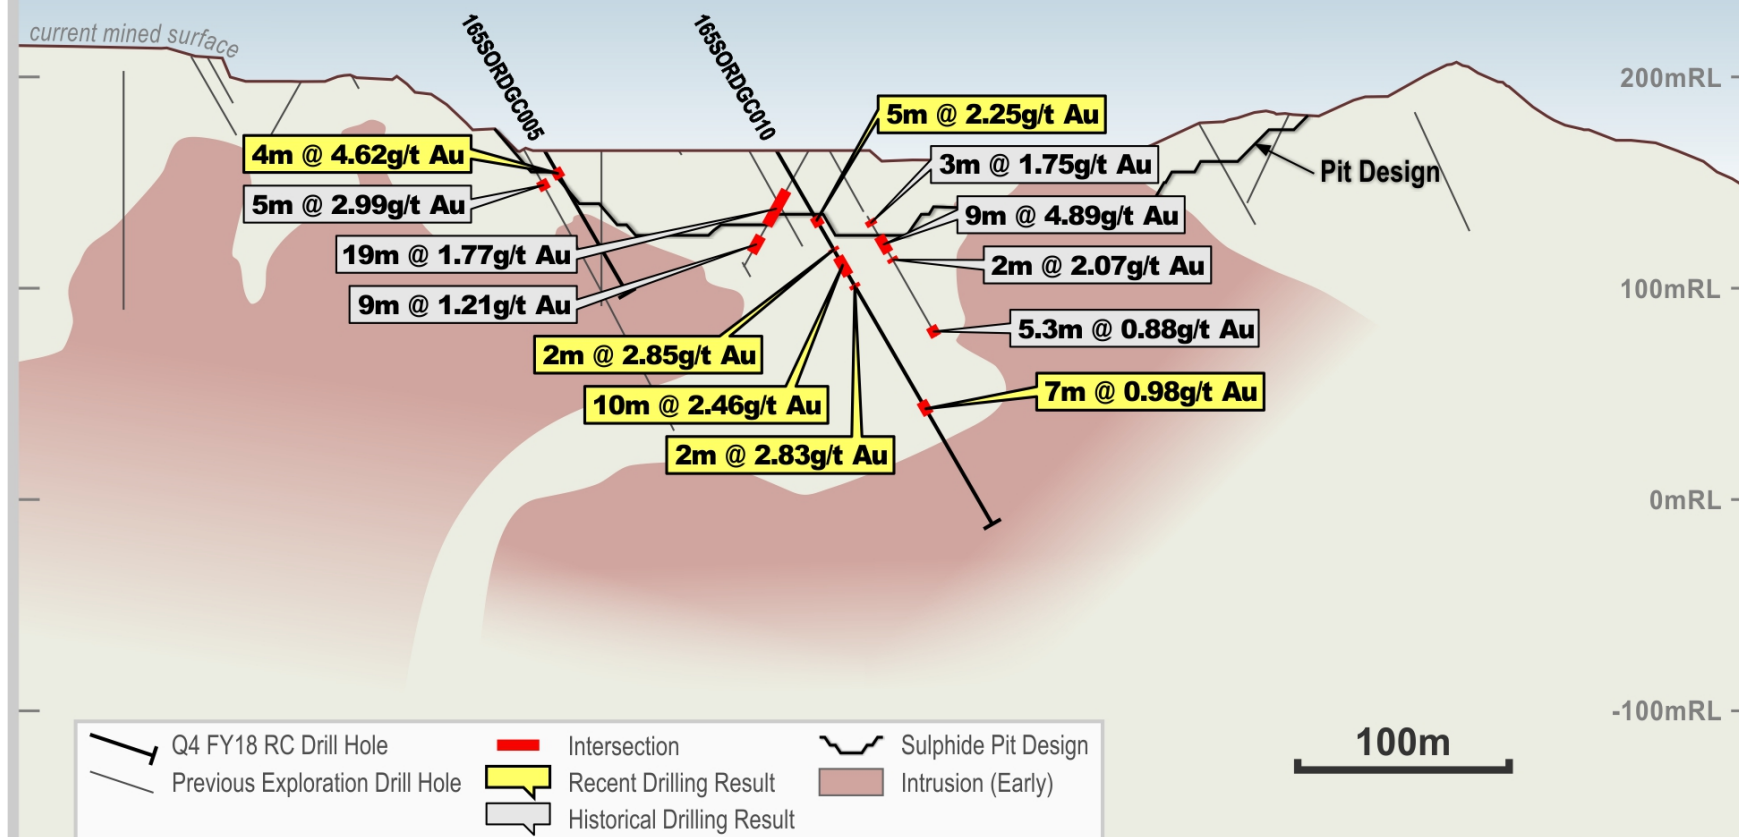 current mined surface
165SORDGC005
165SORDGC010
200mRL
5m @ 2.25g/t Au
4m @ 4.62g/t Au
3m @ 1.75g/t Au
Pit Design
5m @ 2.99g/t Au
9m @ 4.89g/t Au
19m @ 1.77g/t Au
2m @ 2.07g/t Au
100mRL
9m @ 1.21g/t Au
5.3m @ 0.88g/t Au
2m @ 2.85g/t Au
7m @ 0.98g/t Au
10m @ 2.46g/t Au
2m @ 2.83g/t Au
0mRL
-100mRL
100m
Q4 FY18 RC Drill Hole
Previous Exploration Drill Hole
Intersection
Recent Drilling Result
Historical Drilling Result
Sulphide Pit Design
Intrusion (Early)